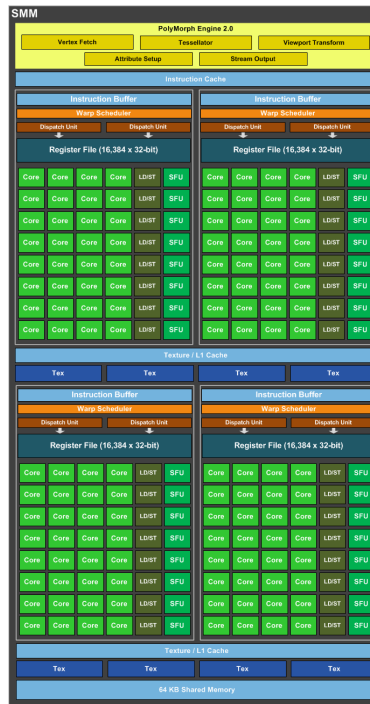 SMM
PolyMorph Engine 2.0
Vertex Fetch Tessellator Viewport Transform
Attribute Setup Stream Output
Instruction Cache
Instruction Buffer Instruction Buffer
Warp Scheduler Warp Scheduler
Dispatch Unit Dispatch Unit Dispatch Unit Dispatch Unit
Register File (16,384 x 32-bit) Register File (16,384 x 32-bit)
Core Core Core Core LD/ST SFU Core Core Core Core LD/ST SFU
Core Core Core Core LD/ST SFU Core Core Core Core LD/ST SFU
Core Core Core Core LD/ST SFU Core Core Core Core LD/ST SFU
Core Core Core Core LD/ST SFU Core Core Core Core LD/ST SFU
Core Core Core Core LD/ST SFU Core Core Core Core LD/ST SFU
Core Core Core Core LD/ST SFU Core Core Core Core LD/ST SFU
Core Core Core Core LD/ST SFU Core Core Core Core LD/ST SFU
Core Core Core Core LD/ST SFU Core Core Core Core LD/ST SFU
Texture / L1 Cache
Tex Tex Tex Tex
Instruction Buffer Instruction Buffer
Warp Scheduler Warp Scheduler
Dispatch Unit Dispatch Unit Dispatch Unit Dispatch Unit
Register File (16,384 x 32-bit) Register File (16,384 x 32-bit)
Core Core Core Core LD/ST SFU Core Core Core Core LD/ST SFU
Core Core Core Core LD/ST SFU Core Core Core Core LD/ST SFU
Core Core Core Core LD/ST SFU Core Core Core Core LD/ST SFU
Core Core Core Core LD/ST SFU Core Core Core Core LD/ST SFU
Core Core Core Core LD/ST SFU Core Core Core Core LD/ST SFU
Core Core Core Core LD/ST SFU Core Core Core Core LD/ST SFU
Core Core Core Core LD/ST SFU Core Core Core Core LD/ST SFU
Core Core Core Core LD/ST SFU Core Core Core Core LD/ST SFU
Texture / L1 Cache
Tex Tex Tex Tex
64 KB Shared Memory